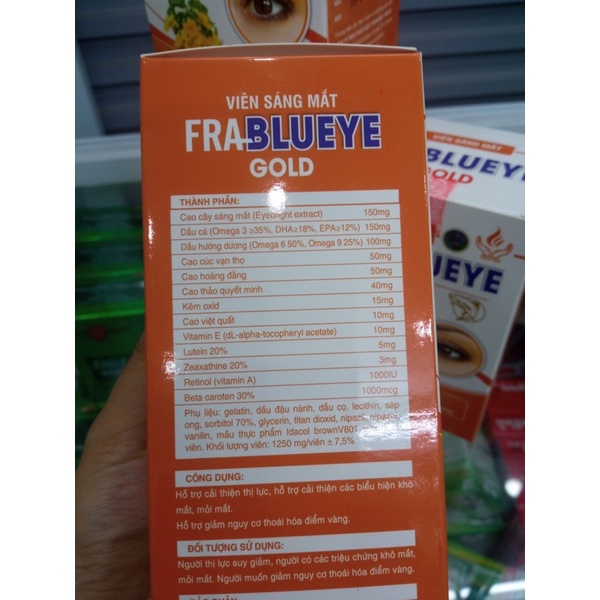 VIÊN SÁNG MẮT
FRABLUEYE
GOLD
THÀNH PHẦN:
Cao cây sáng mắt (Eyebright extract) 150mg
Dầu cá (Omega 3 ≥35%, DHA≥18%, EPA≥12%) 150mg
Dầu hướng dương (Omega 6 50%, Omega 9 25%) 100mg
Cao cúc vạn thọ 50mg
Cao hoàng đằng 50mg
Cao thảo quyết minh 40mg
Kẽm oxid 15mg
Cao việt quất 10mg
Vitamin E (dL-alpha-tocopheryl acetate) 10mg
Lutein 20% 5mg
Zeaxathine 20% 3mg
Retinol (vitamin A) 1000IU
Beta caroten 30% 1000mcg
Phụ liệu: gelatin, dầu đậu nành, dầu cọ, lecithin, sáp
ong, sorbitol 70%, glycerin, titan dioxid, nipazin,
vanilin, mầu thực phẩm Idacol brownV801
viên. Khối lượng viên: 1250 mg/viên ± 7,5%
CÔNG DỤNG:
Hỗ trợ cải thiện thị lực, hỗ trợ cải thiện các biểu hiện khô
mắt, mỏi mắt.
Hỗ trợ giảm nguy cơ thoái hóa điểm vàng.
ĐỐI TƯỢNG SỬ DỤNG:
Người thị lực suy giảm, người có các triệu chứng khô mắt,
mỏi mắt. Người muốn giảm nguy cơ thoái hóa điểm vàng.
VIÊN SÁNG MẮT
BLUEYE
GOLD
UEYE